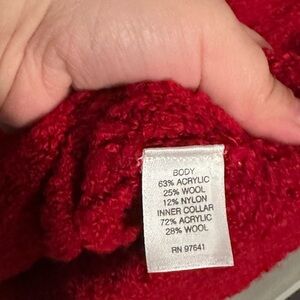 BODY
63% ACRYLIC
25% WOOL
12% NYLON
INNER COLLAR
72% ACRYLIC
28% WOOL
RN 97641